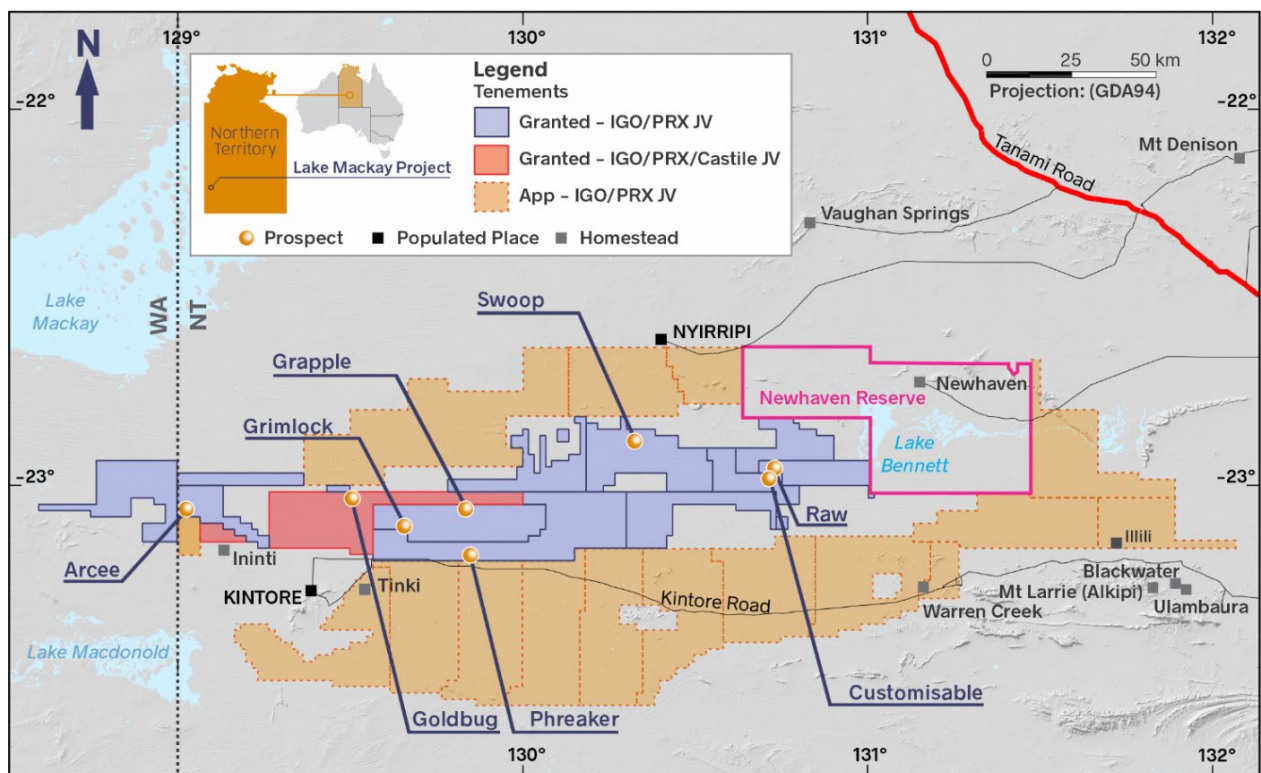 129°
130°
131°
132°
N
-22°
-22°
Northern
Territory
Lake Mackay Project
Legend
Tenements
Granted – IGO/PRX JV
Granted – IGO/PRX/Castile JV
App – IGO/PRX JV
Prospect
Populated Place
Homestead
0 25 50 km
Projection: (GDA94)
Tanami Road
Mt Denison
Vaughan Springs
Lake
Mackay
WA
NT
Swoop
NYIRRIPI
Grapple
Newhaven
Newhaven Reserve
Grimlock
Lake
Bennett
-23°
-23°
Raw
Arcee
Ininti
Illili
KINTORE
Tinki
Kintore Road
Warren Creek
Blackwater
Mt Larrie (Alkipi)
Ulambaura
Lake Macdonold
Goldbug
Phreaker
Customisable
129°
130°
131°
132°